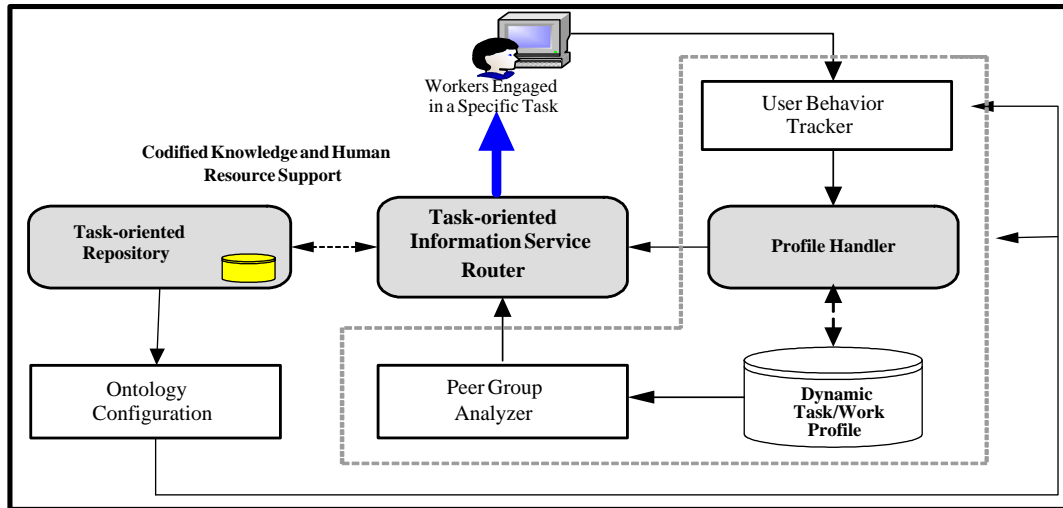 Workers Engaged
in a Specific Task
User Behavior
Tracker
Codified Knowledge and Human
Resource Support
Task-oriented
Repository
Task-oriented
Information Service
Router
Profile Handler
Ontology
Configuration
Peer Group
Analyzer
Dynamic
Task/Work
Profile